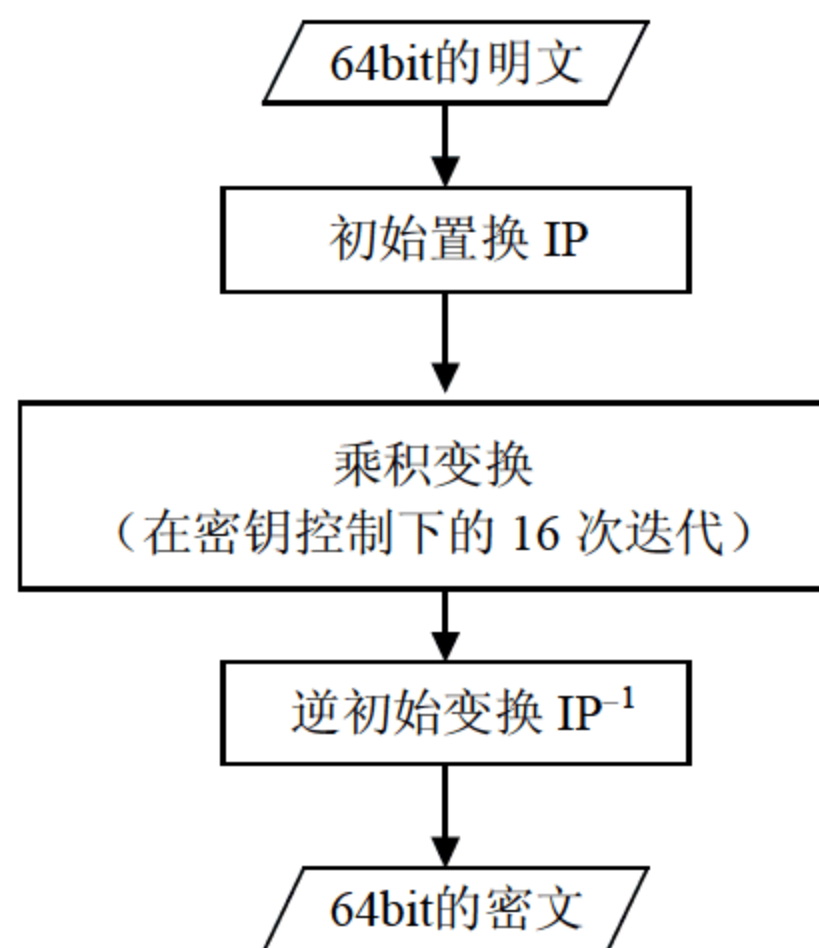 64bit的明文
初始置换 IP
乘积变换
（在密钥控制下的 16 次迭代）
逆初始变换 IP⁻¹
64bit的密文